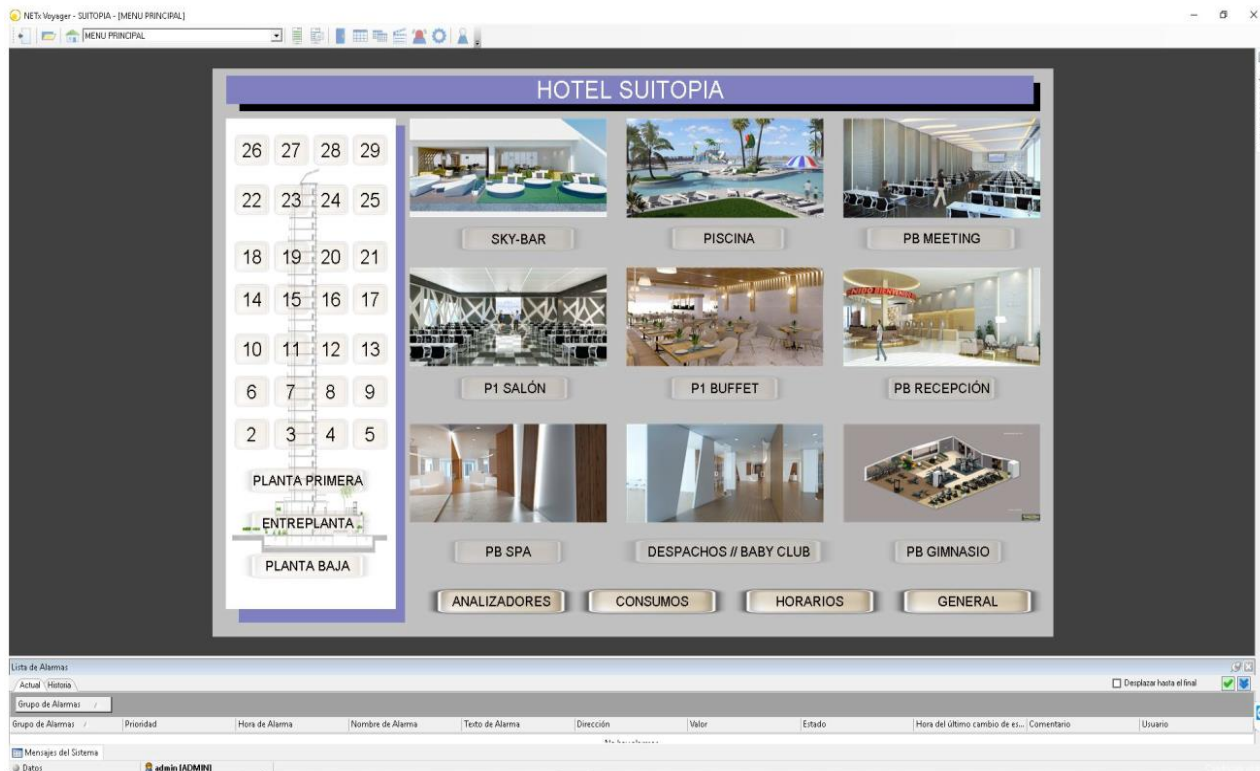 NETx Voyager - SUITOPIA - [MENU PRINCIPAL]
MENU PRINCIPAL
HOTEL SUITOPIA
26 27 28 29
22 23 24 25
18 19 20 21
14 15 16 17
10 11 12 13
6 7 8 9
2 3 4 5
PLANTA PRIMERA
ENTREPLANTA
PLANTA BAJA
SKY-BAR PISCINA PB MEETING
P1 SALÓN P1 BUFFET PB RECEPCIÓN
PB SPA DESPACHOS // BABY CLUB PB GIMNASIO
ANALIZADORES CONSUMOS HORARIOS GENERAL
Lista de Alarmas
Actual Historia Desplazar hasta el final
Grupo de Alarmas
Grupo de Alarmas Prioridad Hora de Alarma Nombre de Alarma Texto de Alarma Dirección Valor Estado Hora del último cambio de es... Comentario Usuario
No hay alarmas
Mensajes del Sistema
Datos admin [ADMIN]